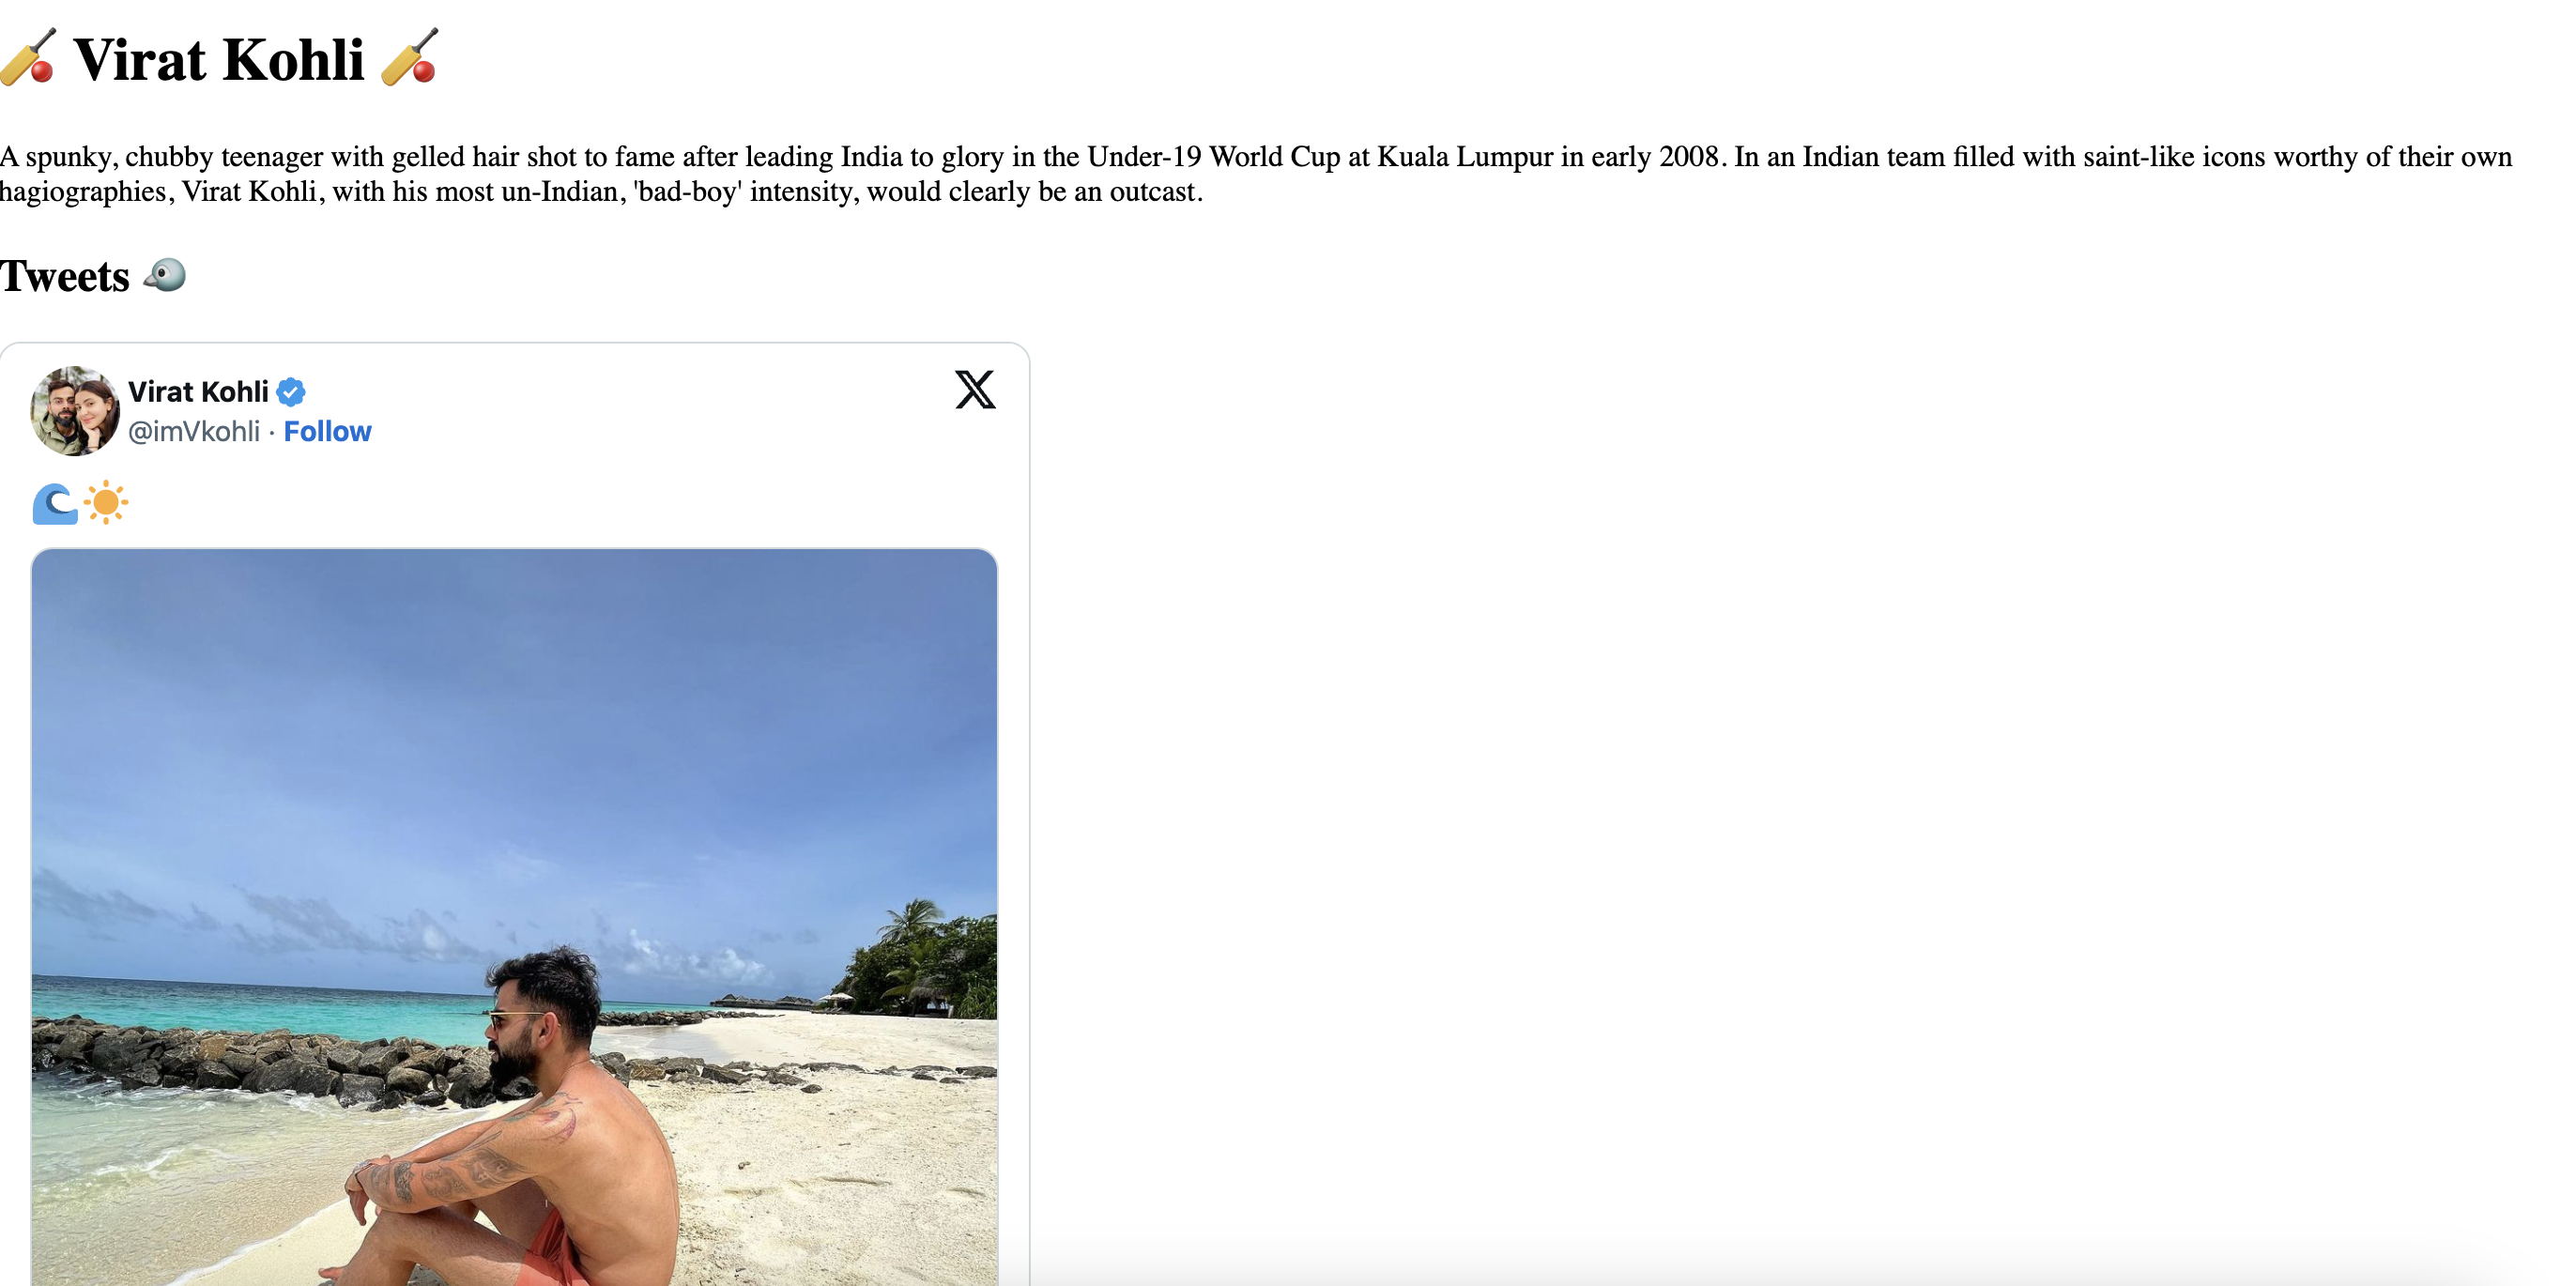 🏏 Virat Kohli 🏏
A spunky, chubby teenager with gelled hair shot to fame after leading India to glory in the Under-19 World Cup at Kuala Lumpur in early 2008. In an Indian team filled with saint-like icons worthy of their own
hagiographies, Virat Kohli, with his most un-Indian, 'bad-boy' intensity, would clearly be an outcast.
Tweets 🐦
Virat Kohli
@imVkohli · Follow
🌊☀️